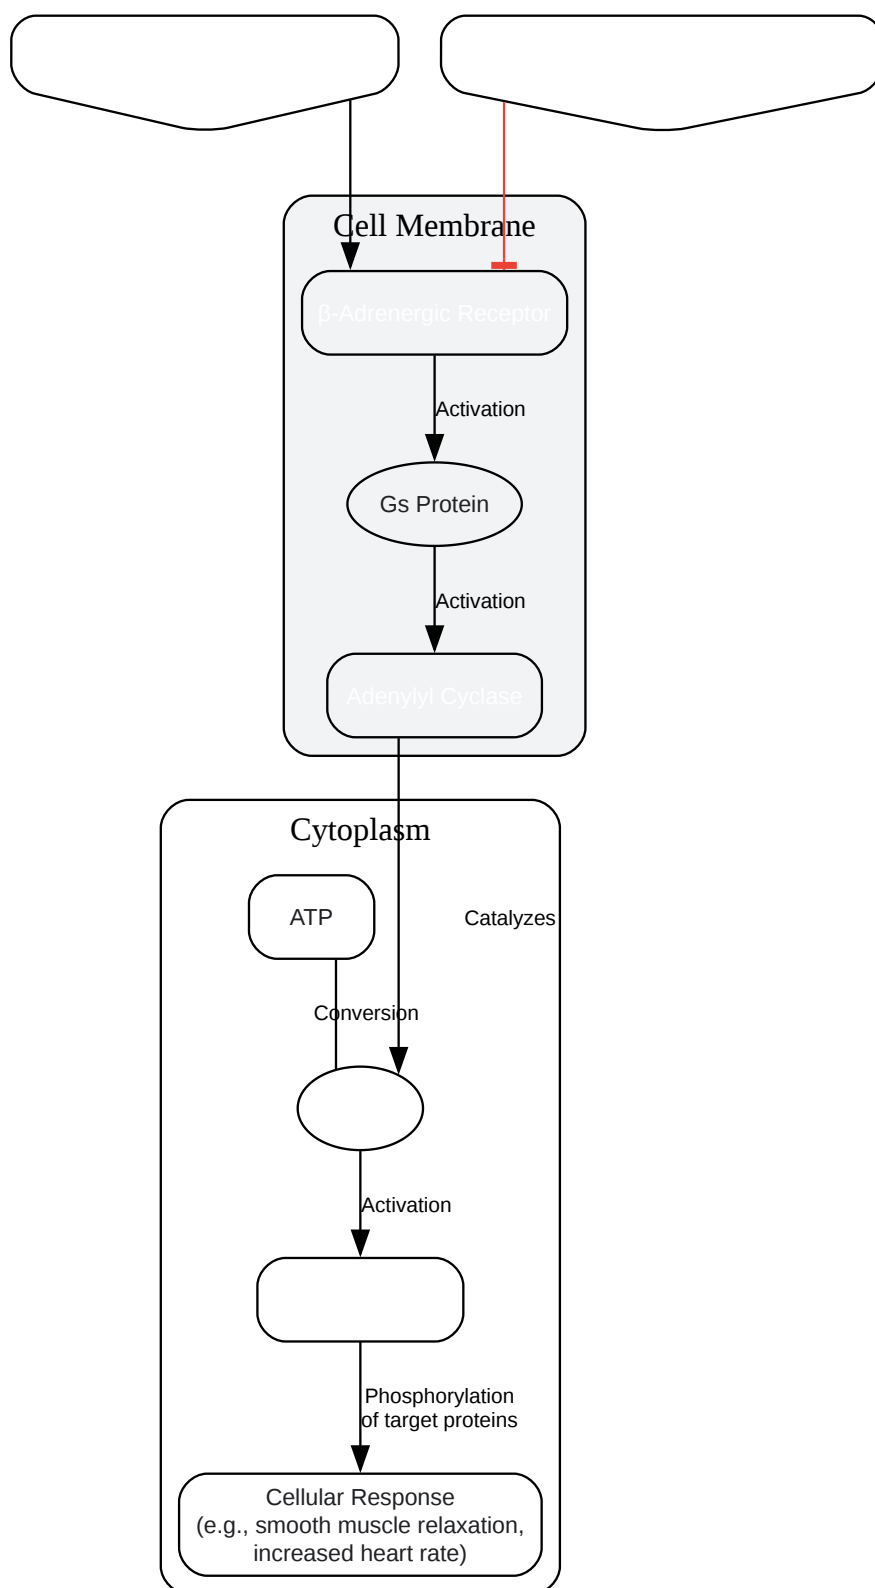 Cell Membrane
β-Adrenergic Receptor
Activation
Gs Protein
Activation
Adenylyl Cyclase
Cytoplasm
ATP
Catalyzes
Conversion
Activation
Phosphorylation
of target proteins
Cellular Response
(e.g., smooth muscle relaxation,
increased heart rate)